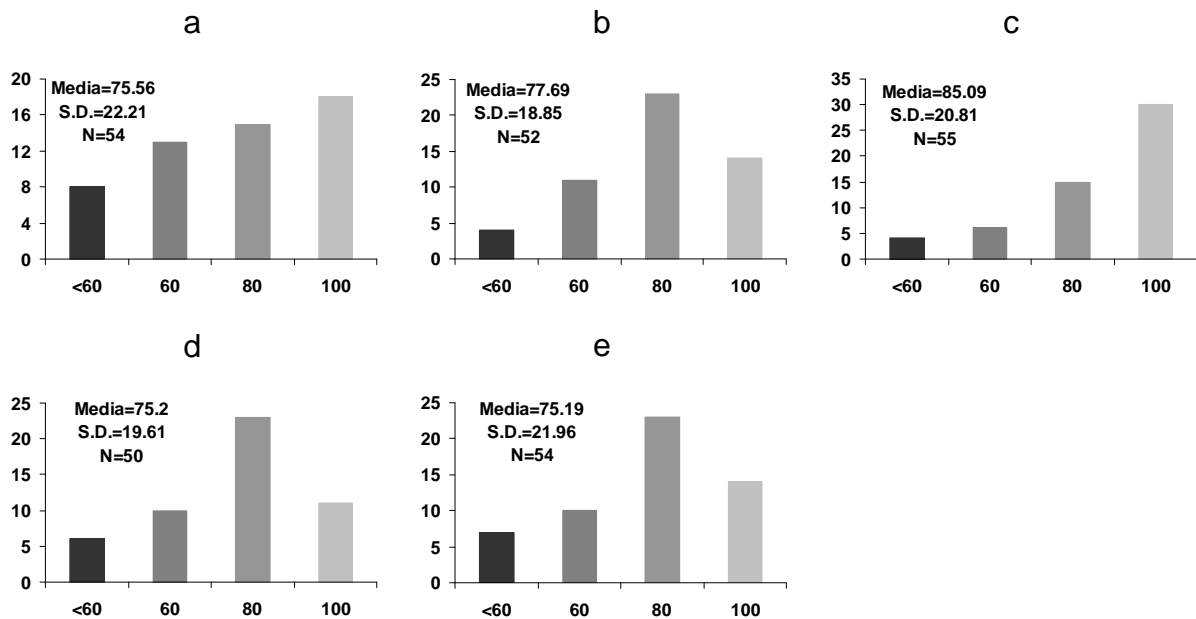 a
Media=75.56
S.D.=22.21
N=54
20
16
12
8
4
0
<60 60 80 100
b
Media=77.69
S.D.=18.85
N=52
25
20
15
10
5
0
<60 60 80 100
c
Media=85.09
S.D.=20.81
N=55
35
30
25
20
15
10
5
0
<60 60 80 100
d
Media=75.2
S.D.=19.61
N=50
25
20
15
10
5
0
<60 60 80 100
e
Media=75.19
S.D.=21.96
N=54
25
20
15
10
5
0
<60 60 80 100